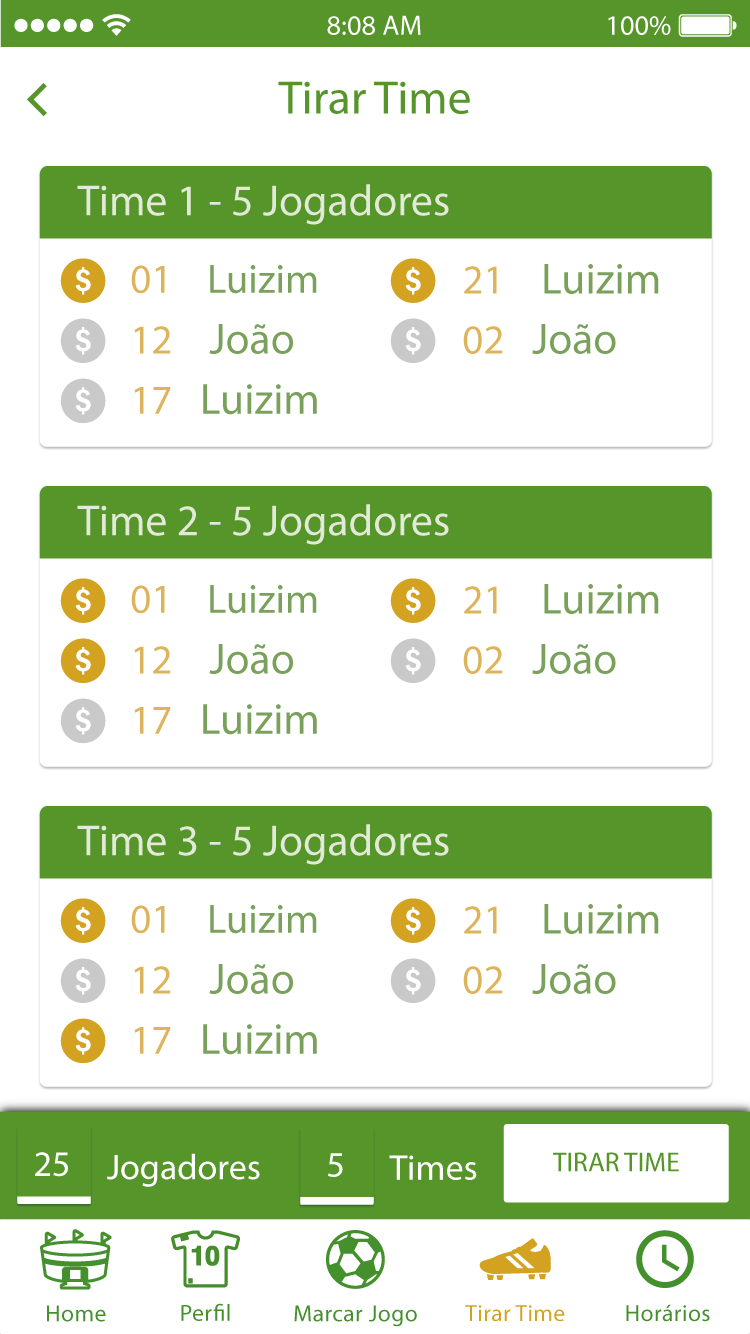 8:08 AM 100%
Tirar Time
Time 1 - 5 Jogadores
$ 01 Luizim $ 21 Luizim
$ 12 João $ 02 João
$ 17 Luizim
Time 2 - 5 Jogadores
$ 01 Luizim $ 21 Luizim
$ 12 João $ 02 João
$ 17 Luizim
Time 3 - 5 Jogadores
$ 01 Luizim $ 21 Luizim
$ 12 João $ 02 João
$ 17 Luizim
25 Jogadores 5 Times TIRAR TIME
10
Home Perfil Marcar Jogo Tirar Time Horários